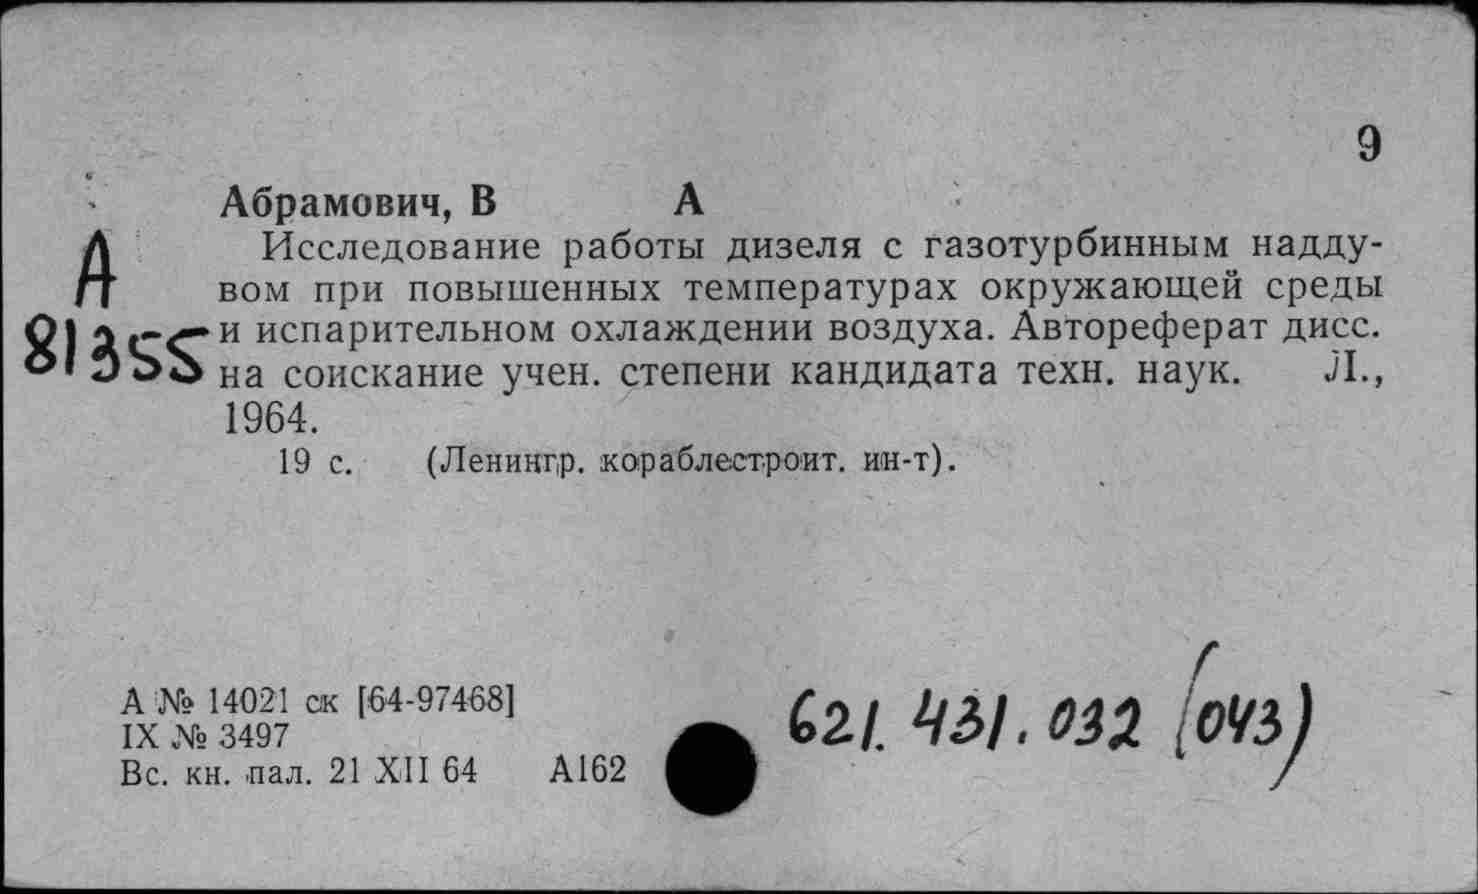 9
Абрамович, В А
А
81355
Исследование работы дизеля с газотурбинным надду-
вом при повышенных температурах окружающей среды
и испарительном охлаждении воздуха. Автореферат дисс.
на соискание учен. степени кандидата техн. наук. Л.,
1964.
19 с. (Ленингр. кораблестроит. ин-т).
А № 14021 ск [64-97468]
IX № 3497
Вс. кн. пал. 21 XII 64 А162
621.431.032 (043)